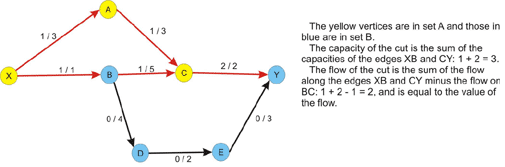 A
1 / 3
1 / 3
X
1 / 1
B
1 / 5
C
2 / 2
Y
0 / 4
0 / 3
D
0 / 2
E
The yellow vertices are in set A and those in
blue are in set B.
The capacity of the cut is the sum of the
capacities of the edges XB and CY: 1 + 2 = 3.
The flow of the cut is the sum of the flow
along the edges XB and CY minus the flow on
BC: 1 + 2 - 1 = 2, and is equal to the value of
the flow.